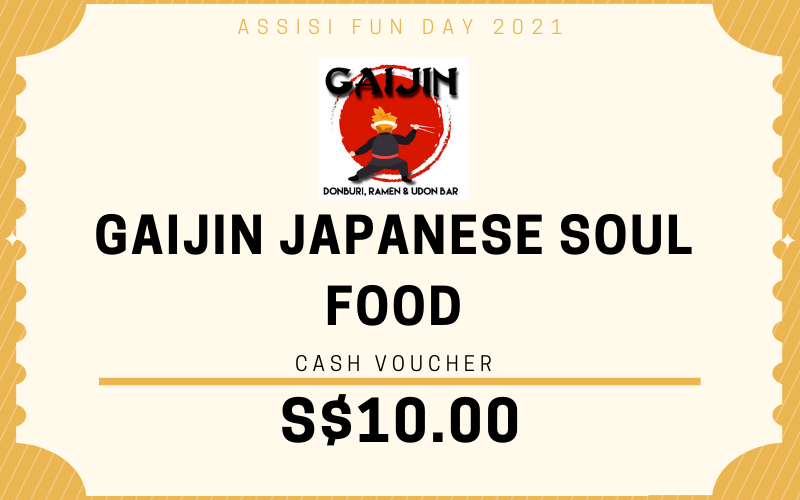 ASSISI FUN DAY 2021
GAIJIN
DONBURI, RAMEN & UDON BAR
GAIJIN JAPANESE SOUL
FOOD
CASH VOUCHER
S$10.00